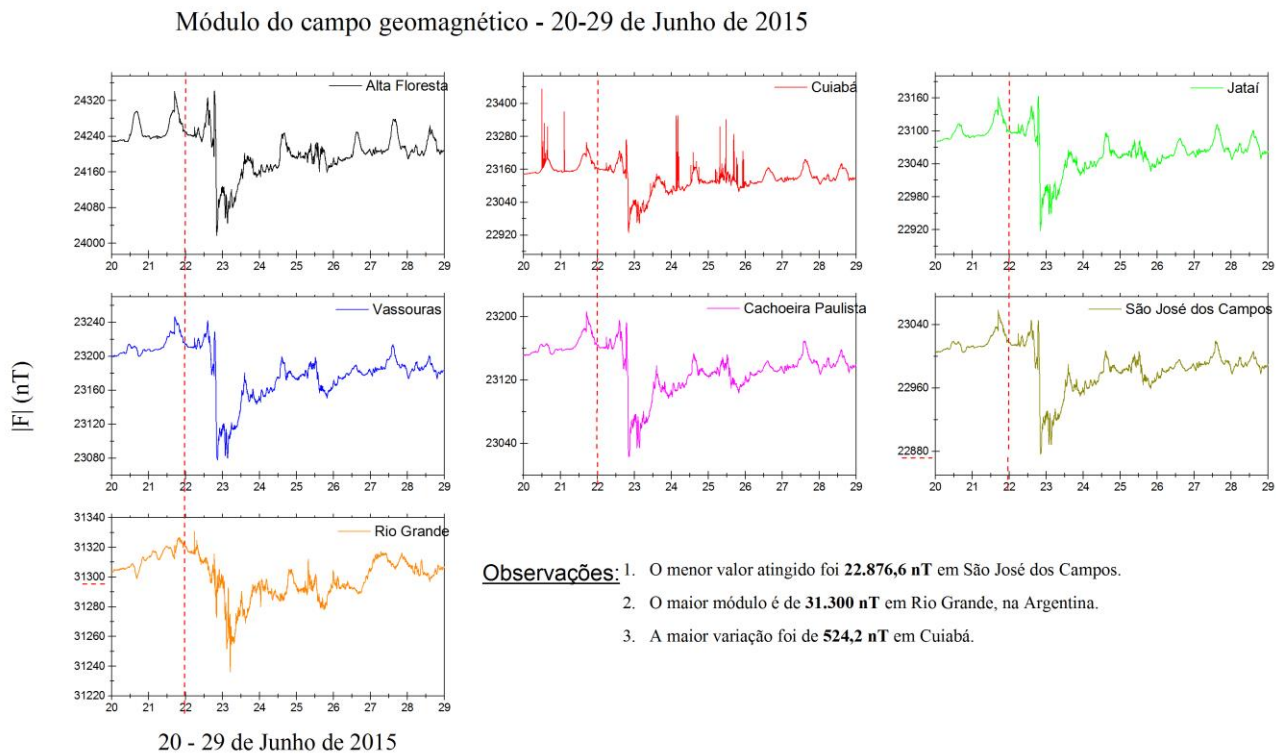 Módulo do campo geomagnético - 20-29 de Junho de 2015
|F| (nT)
Alta Floresta
24320
24240
24160
24080
24000
20 21 22 23 24 25 26 27 28 29
Cuiabá
23400
23280
23160
23040
22920
20 21 22 23 24 25 26 27 28 29
Jataí
23160
23100
23040
22980
22920
20 21 22 23 24 25 26 27 28 29
Vassouras
23240
23200
23160
23120
23080
20 21 22 23 24 25 26 27 28 29
Cachoeira Paulista
23200
23120
23040
20 21 22 23 24 25 26 27 28 29
São José dos Campos
23040
22960
22880
20 21 22 23 24 25 26 27 28 29
Rio Grande
31340
31320
31300
31280
31260
31240
31220
20 21 22 23 24 25 26 27 28 29
20 - 29 de Junho de 2015
Observações: 1. O menor valor atingido foi 22.876,6 nT em São José dos Campos.
2. O maior módulo é de 31.300 nT em Rio Grande, na Argentina.
3. A maior variação foi de 524,2 nT em Cuiabá.